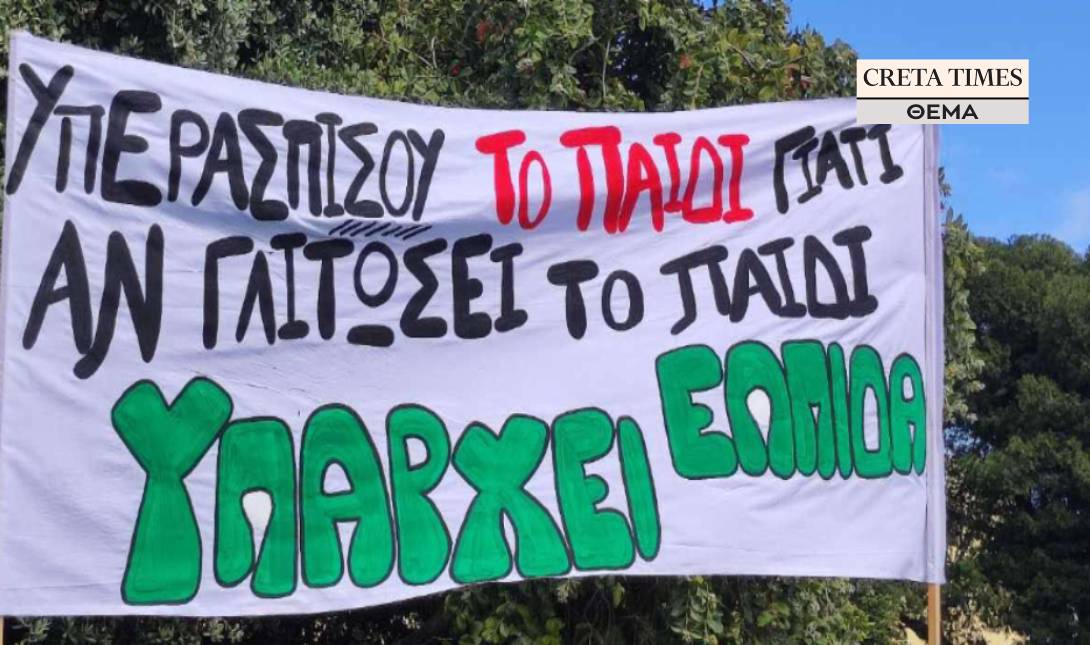 CRETA TIMES
ΘΕΜΑ
ΥΠΕΡΑΣΠΙΣΟΥ ΤΟ ΠΑΙΔΙ ΓΙΑΤΙ
ΑΝ ΓΛΙΤΩΣΕΙ ΤΟ ΠΑΙΔΙ
ΥΠΑΡΧΕΙ ΕΛΠΙΔΑ